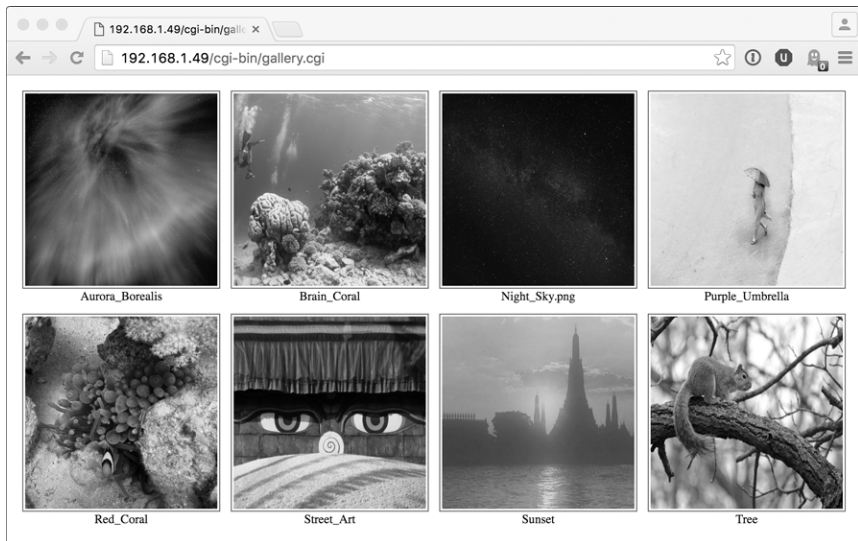 192.168.1.49/cgi-bin/galle
192.168.1.49/cgi-bin/gallery.cgi
0
Aurora_Borealis
Brain_Coral
Night_Sky.png
Purple_Umbrella
Red_Coral
Street_Art
Sunset
Tree